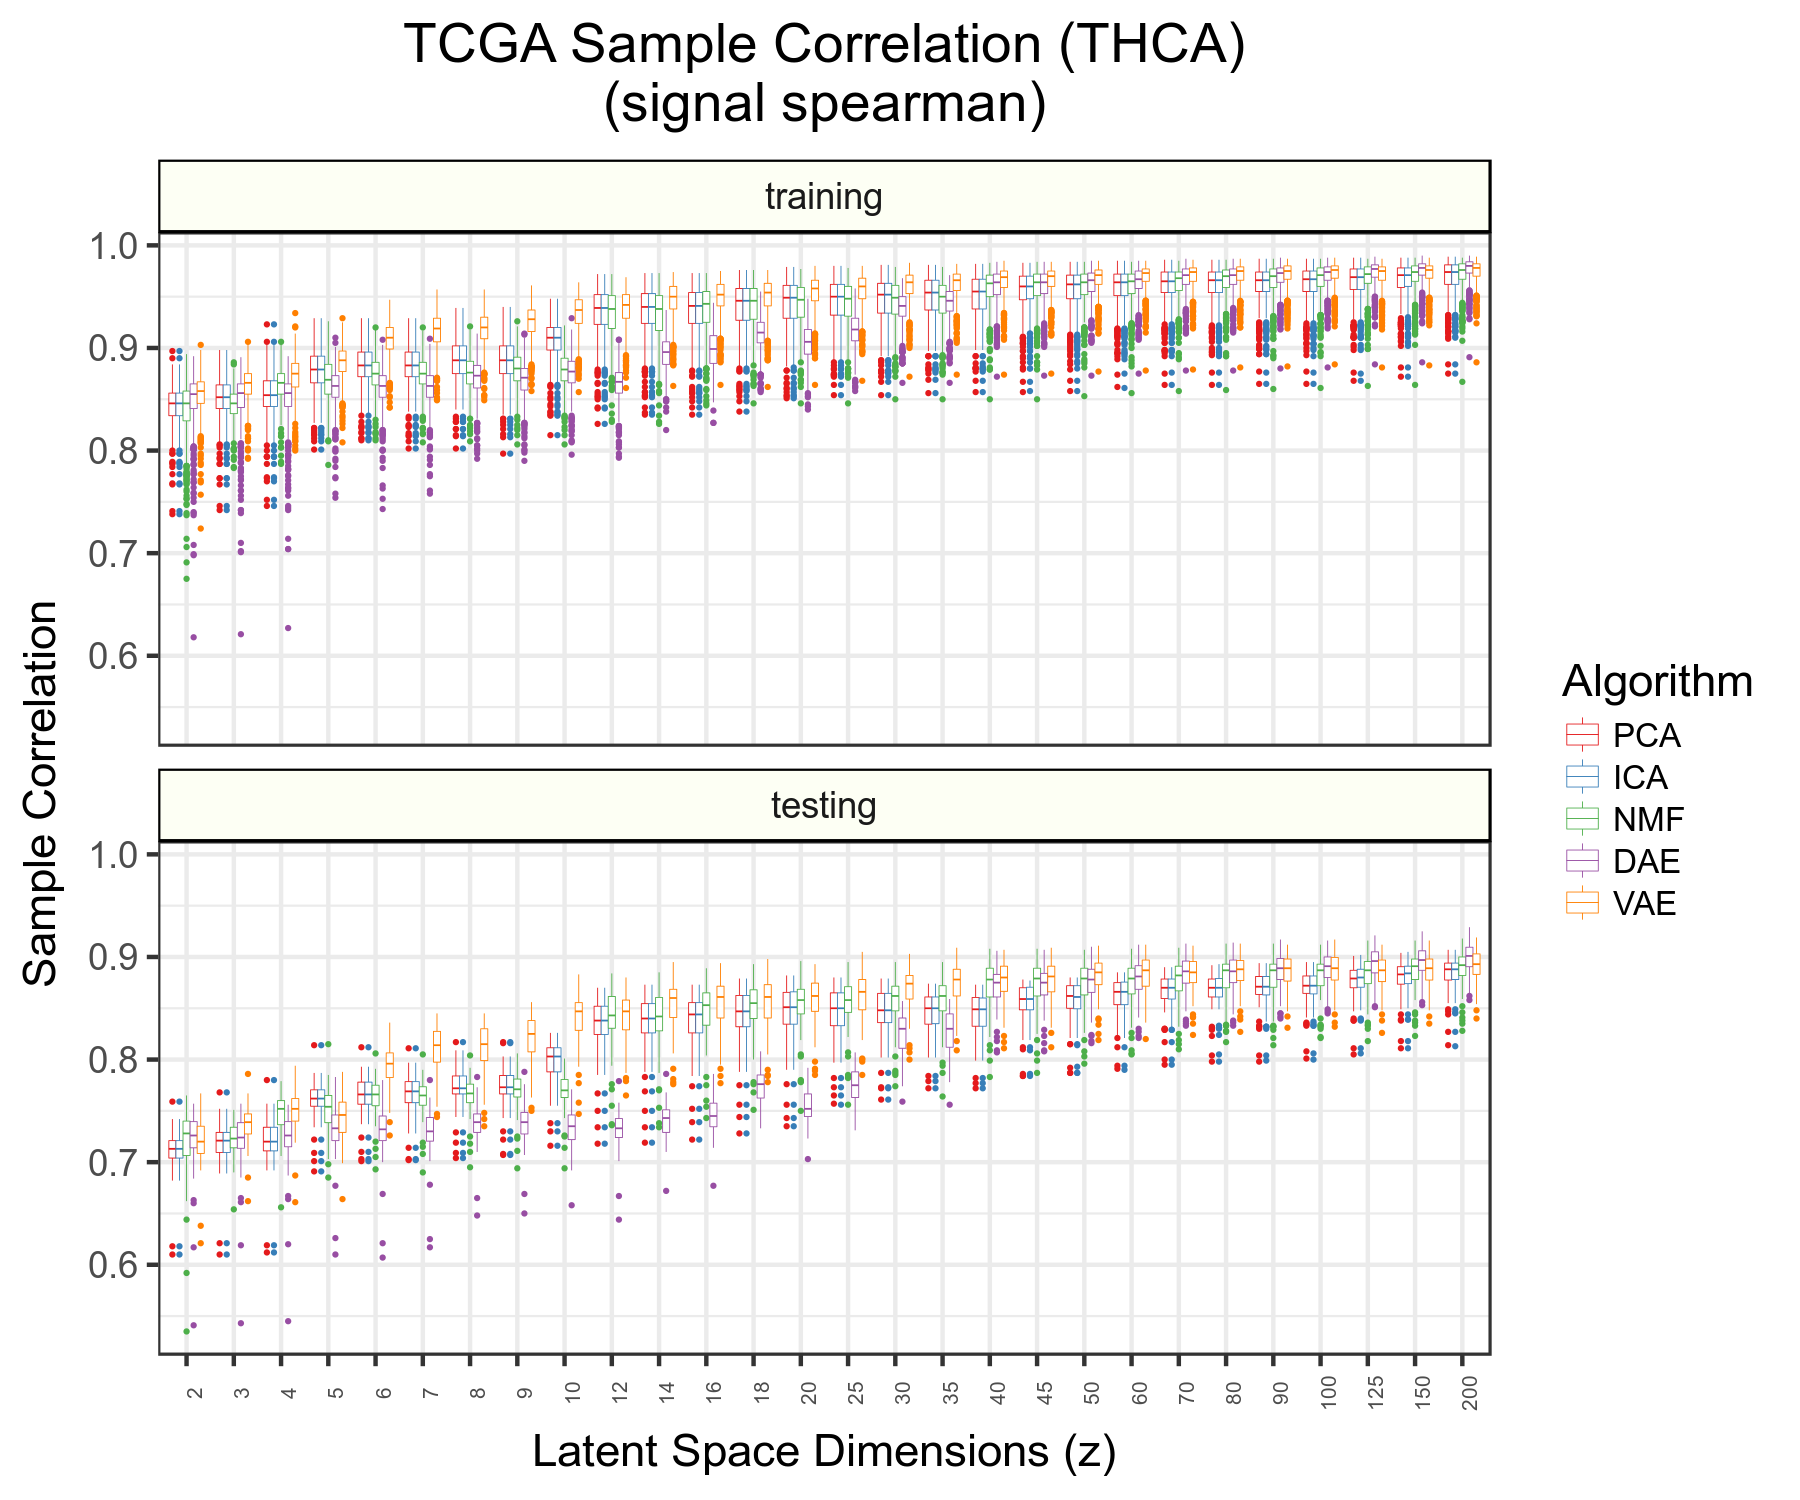 TCGA Sample Correlation (THCA)
(signal spearman)
training
1.0
0.9
0.8
0.7
0.6
testing
1.0
0.9
0.8
0.7
0.6
Sample Correlation
2 3 4 5 6 7 8 9 10 12 14 16 18 20 25 30 35 40 45 50 60 70 80 90 100 125 150 200
Latent Space Dimensions (z)
Algorithm
PCA
ICA
NMF
DAE
VAE